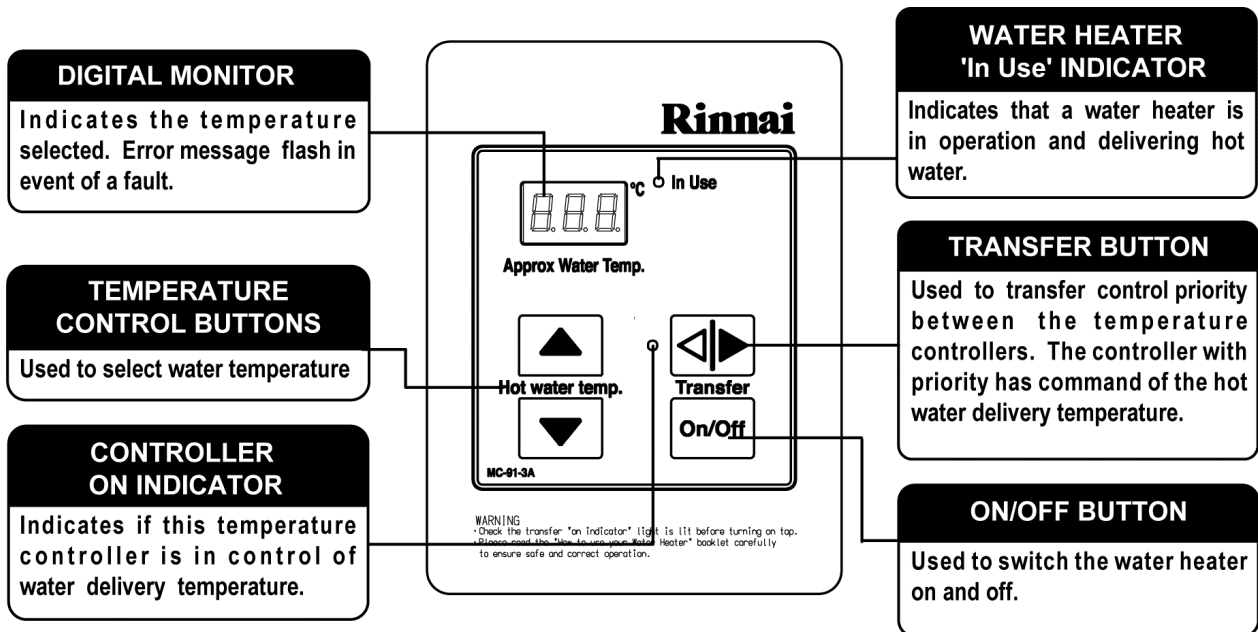 DIGITAL MONITOR
Indicates the temperature
selected. Error message flash in
event of a fault.
TEMPERATURE
CONTROL BUTTONS
Used to select water temperature
CONTROLLER
ON INDICATOR
Indicates if this temperature
controller is in control of
water delivery temperature.
Rinnai
°C
In Use
8.8.8.
Approx Water Temp.
Hot water temp.
Transfer
On/Off
MC-91-3A
WARNING
·Check the transfer "on indicator" light is lit before turning on tap.
·Please read the "How to use your Water Heater" booklet carefully
to ensure safe and correct operation.
WATER HEATER
'In Use' INDICATOR
Indicates that a water heater is
in operation and delivering hot
water.
TRANSFER BUTTON
Used to transfer control priority
between the temperature
controllers. The controller with
priority has command of the hot
water delivery temperature.
ON/OFF BUTTON
Used to switch the water heater
on and off.